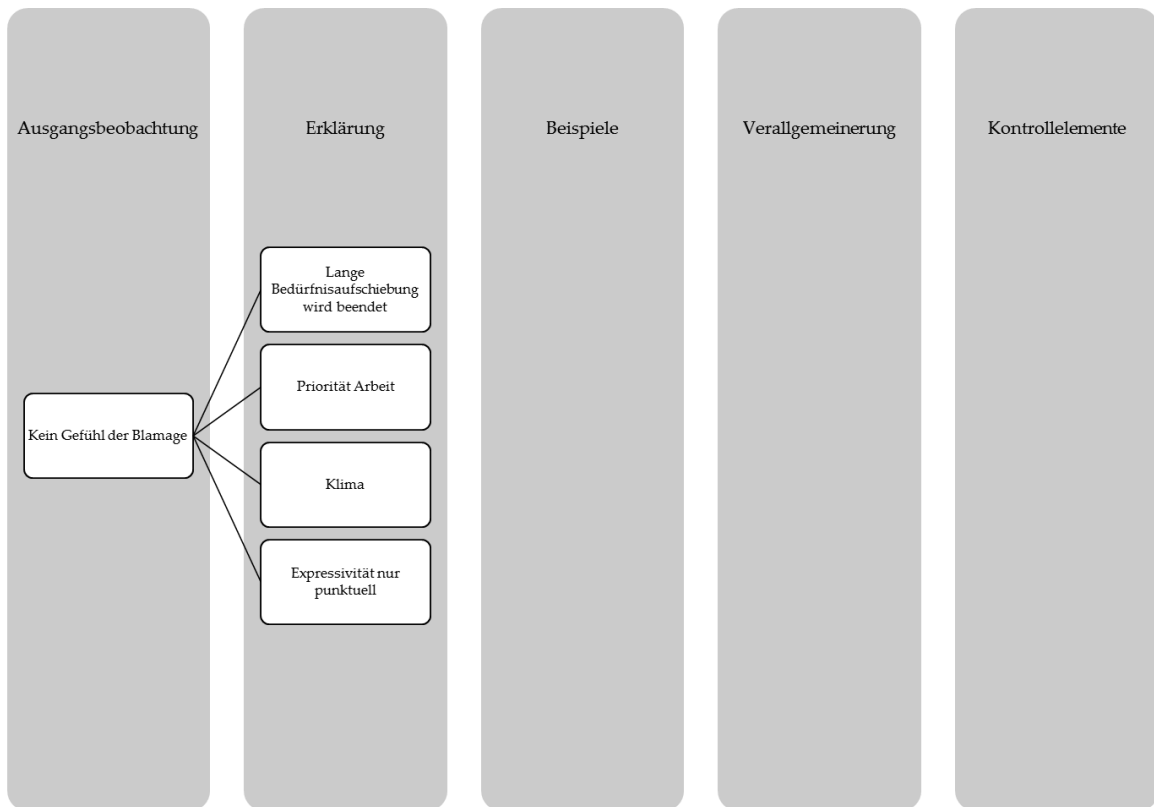 Ausgangsbeobachtung
Erklärung
Beispiele
Verallgemeinerung
Kontrollelemente
Lange
Bedürfnisaufschiebung
wird beendet
Priorität Arbeit
Kein Gefühl der Blamage
Klima
Expressivität nur
punktuell